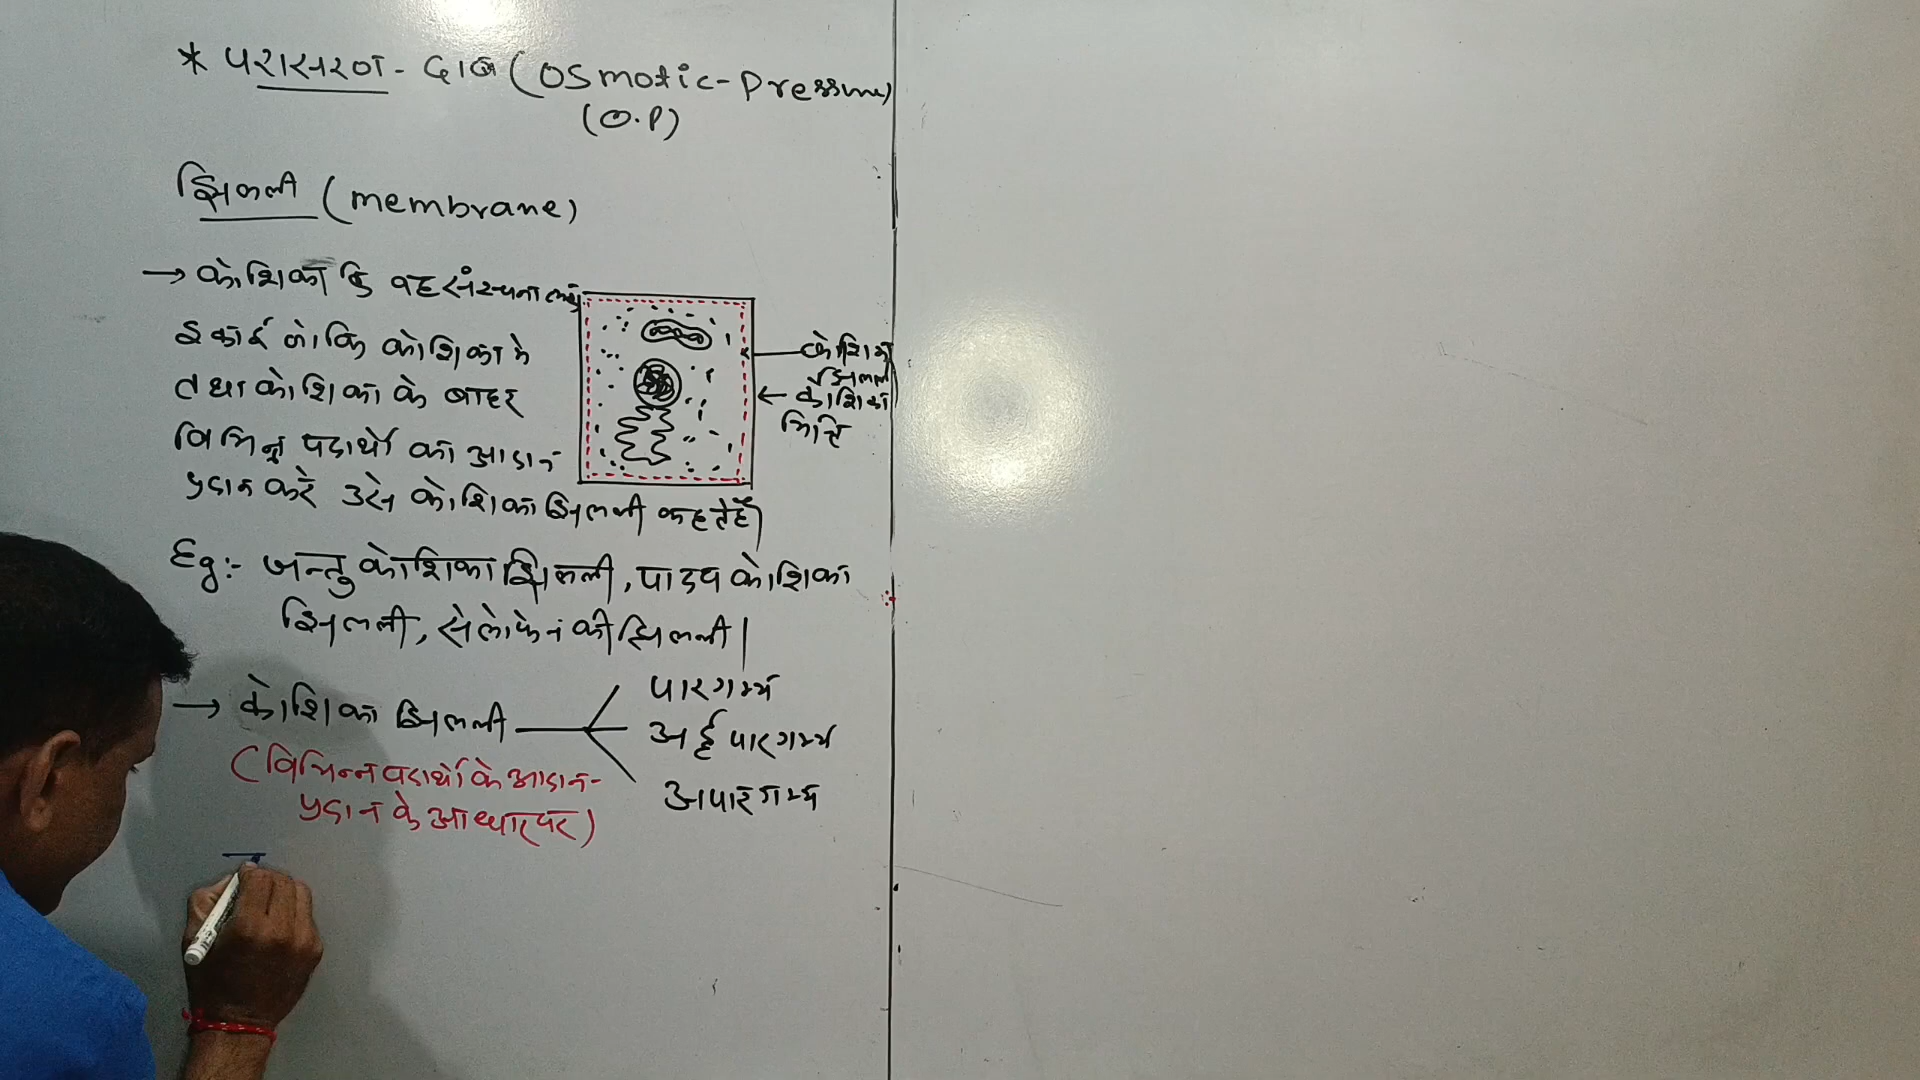 * परासरण - दाब (Osmotic-Pressure)
(O.P)
झिल्ली (membrane)
→ कोशिका कि वह संरचनात्मक
इकाई जो कि कोशिका मे
तथा कोशिका के बाहर
विभिन्न पदार्थो का आदान
प्रदान करे उसे कोशिका झिल्ली कहते है|
कोशिका
झिल्ली
← कोशिका
भित्ति
Eg:- जन्तु कोशिका झिल्ली, पादप कोशिका
झिल्ली, सेलोफेन की झिल्ली|
→ कोशिका झिल्ली
पारगम्य
अर्द्ध पारगम्य
अपारगम्य
(विभिन्न पदार्थो के आदान-
प्रदान के आधार पर)